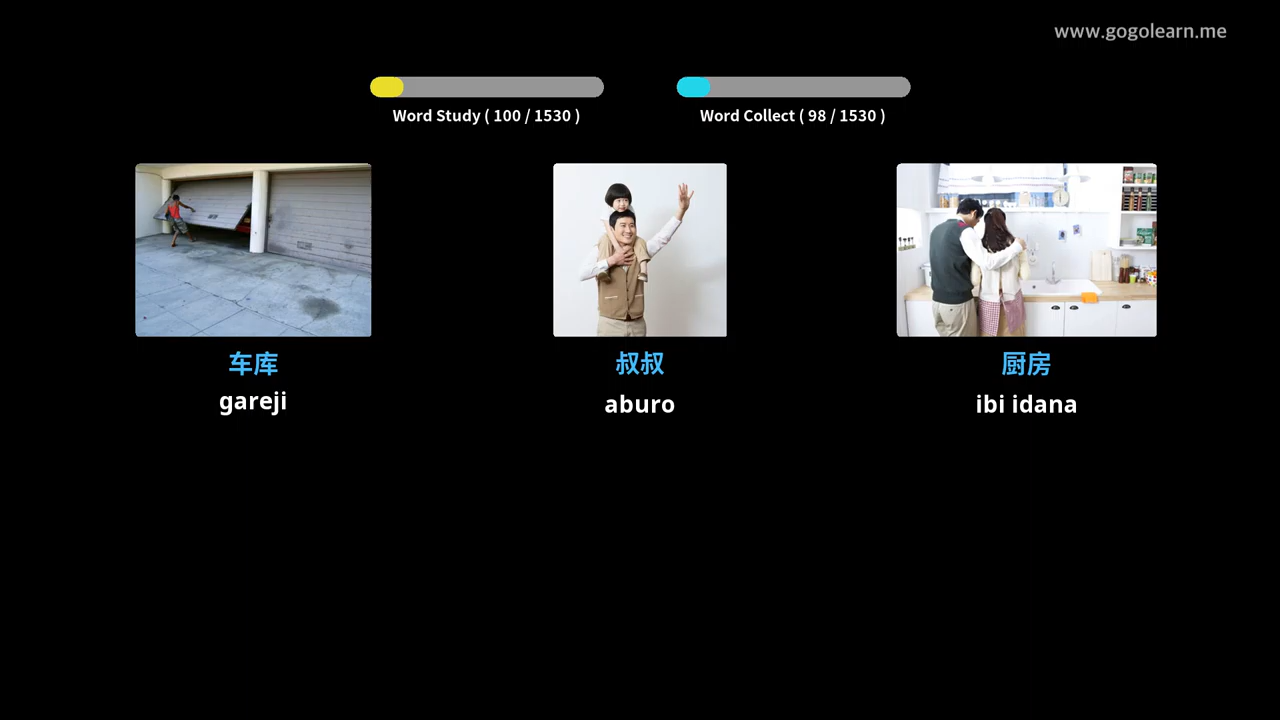 www.gogolearn.me
Word Study ( 100 / 1530 )
Word Collect ( 98 / 1530 )
车库
gareji
叔叔
aburo
厨房
ibi idana